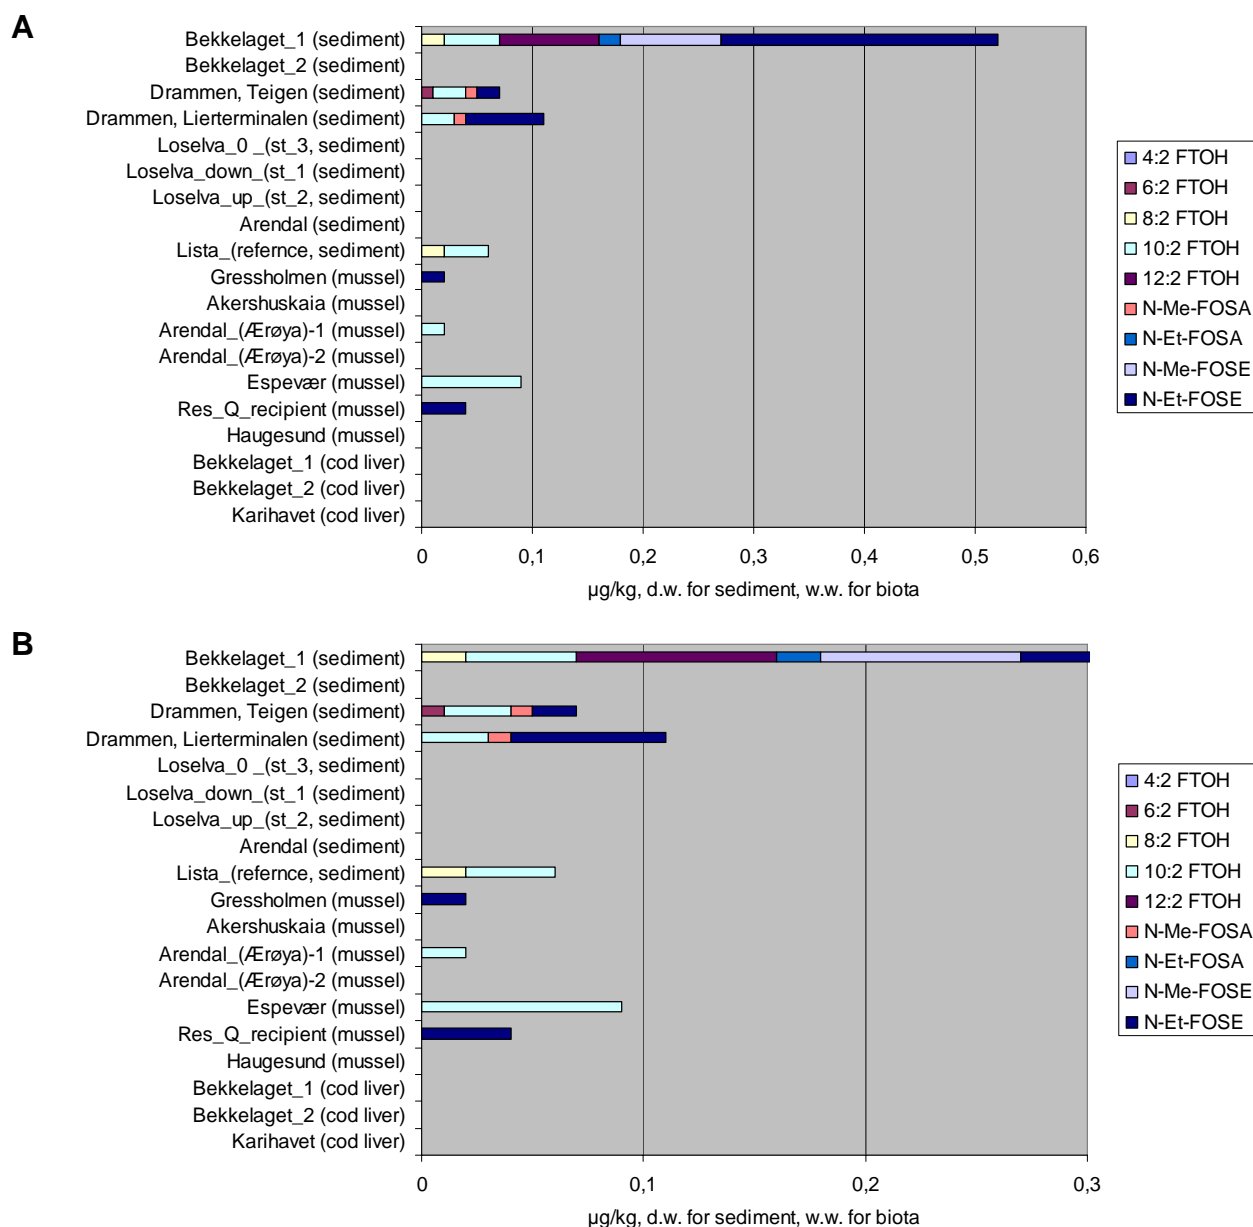 A
Bekkelaget_1 (sediment)
Bekkelaget_2 (sediment)
Drammen, Teigen (sediment)
Drammen, Lierterminalen (sediment)
Loselva_0 _(st_3, sediment)
Loselva_down_(st_1 (sediment)
Loselva_up_(st_2, sediment)
Arendal (sediment)
Lista_(refernce, sediment)
Gressholmen (mussel)
Akershuskaia (mussel)
Arendal_(Ærøya)-1 (mussel)
Arendal_(Ærøya)-2 (mussel)
Espevær (mussel)
Res_Q_recipient (mussel)
Haugesund (mussel)
Bekkelaget_1 (cod liver)
Bekkelaget_2 (cod liver)
Karihavet (cod liver)
0 0,1 0,2 0,3 0,4 0,5 0,6
µg/kg, d.w. for sediment, w.w. for biota
4:2 FTOH
6:2 FTOH
8:2 FTOH
10:2 FTOH
12:2 FTOH
N-Me-FOSA
N-Et-FOSA
N-Me-FOSE
N-Et-FOSE
B
Bekkelaget_1 (sediment)
Bekkelaget_2 (sediment)
Drammen, Teigen (sediment)
Drammen, Lierterminalen (sediment)
Loselva_0 _(st_3, sediment)
Loselva_down_(st_1 (sediment)
Loselva_up_(st_2, sediment)
Arendal (sediment)
Lista_(refernce, sediment)
Gressholmen (mussel)
Akershuskaia (mussel)
Arendal_(Ærøya)-1 (mussel)
Arendal_(Ærøya)-2 (mussel)
Espevær (mussel)
Res_Q_recipient (mussel)
Haugesund (mussel)
Bekkelaget_1 (cod liver)
Bekkelaget_2 (cod liver)
Karihavet (cod liver)
0 0,1 0,2 0,3
µg/kg, d.w. for sediment, w.w. for biota
4:2 FTOH
6:2 FTOH
8:2 FTOH
10:2 FTOH
12:2 FTOH
N-Me-FOSA
N-Et-FOSA
N-Me-FOSE
N-Et-FOSE